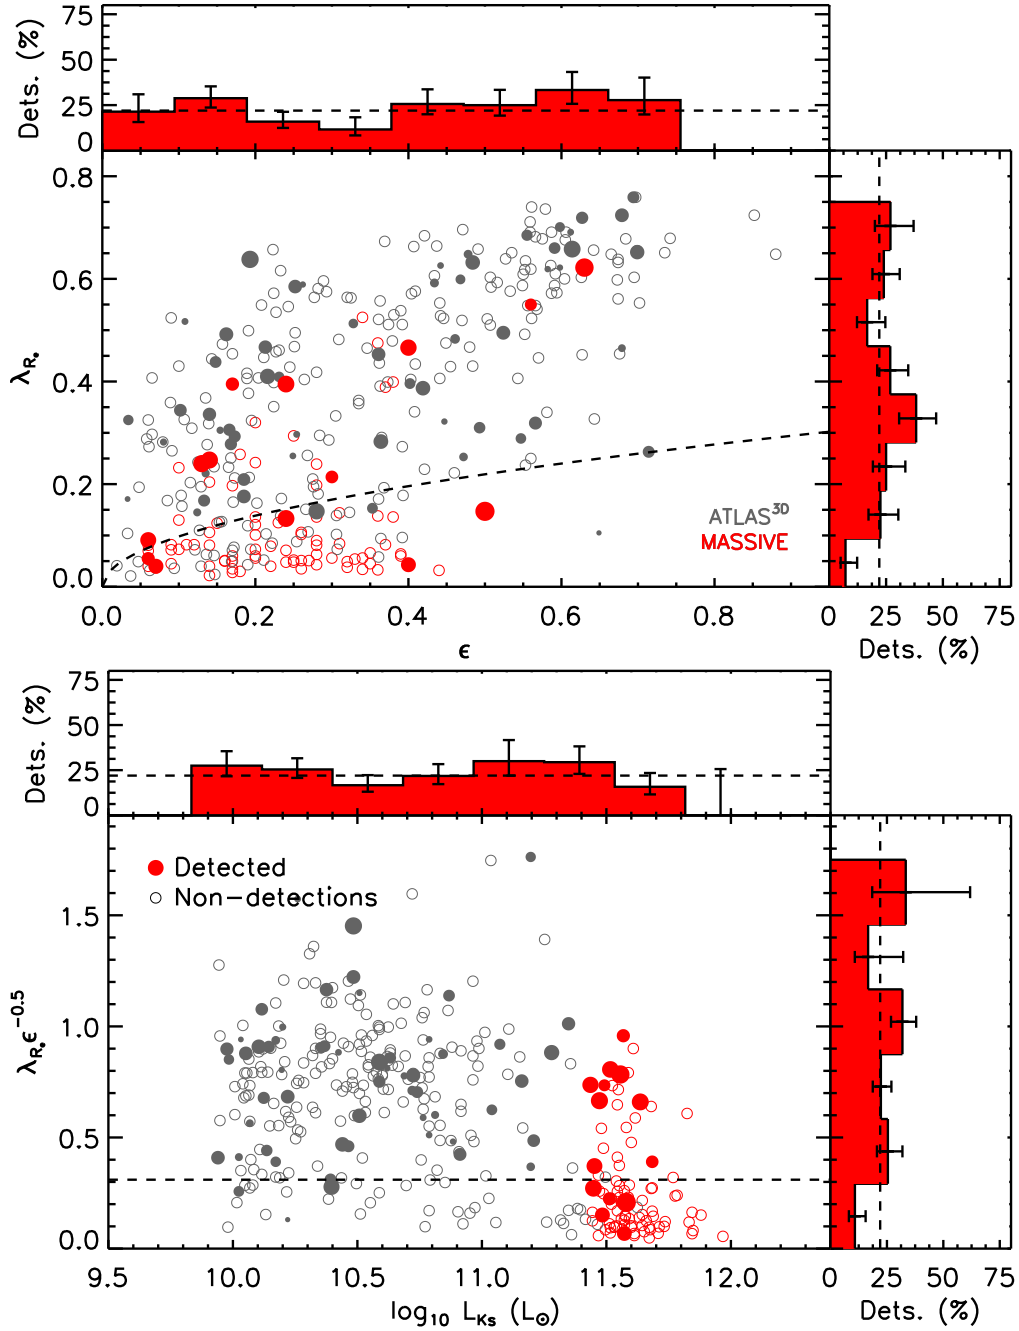 75
50
25
0
Dets. (%)
0.8
0.6
0.4
0.2
0.0
λR.
ATLAS3D
MASSIVE
0.0 0.2 0.4 0.6 0.8
ϵ
0 25 50 75
Dets. (%)
75
50
25
0
Dets. (%)
Detected
Non-detections
1.5
1.0
0.5
0.0
λR.ϵ-0.5
9.5 10.0 10.5 11.0 11.5 12.0
log10 LKs (L⊙)
0 25 50 75
Dets. (%)